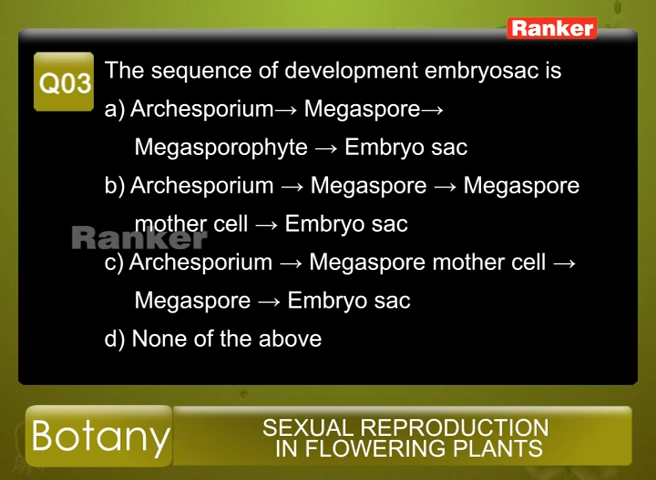 Ranker
Q03
The sequence of development embryosac is
a) Archesporium→ Megaspore→
Megasporophyte → Embryo sac
b) Archesporium → Megaspore → Megaspore
mother cell → Embryo sac
Ranker
c) Archesporium → Megaspore mother cell →
Megaspore → Embryo sac
d) None of the above
Botany
SEXUAL REPRODUCTION
IN FLOWERING PLANTS